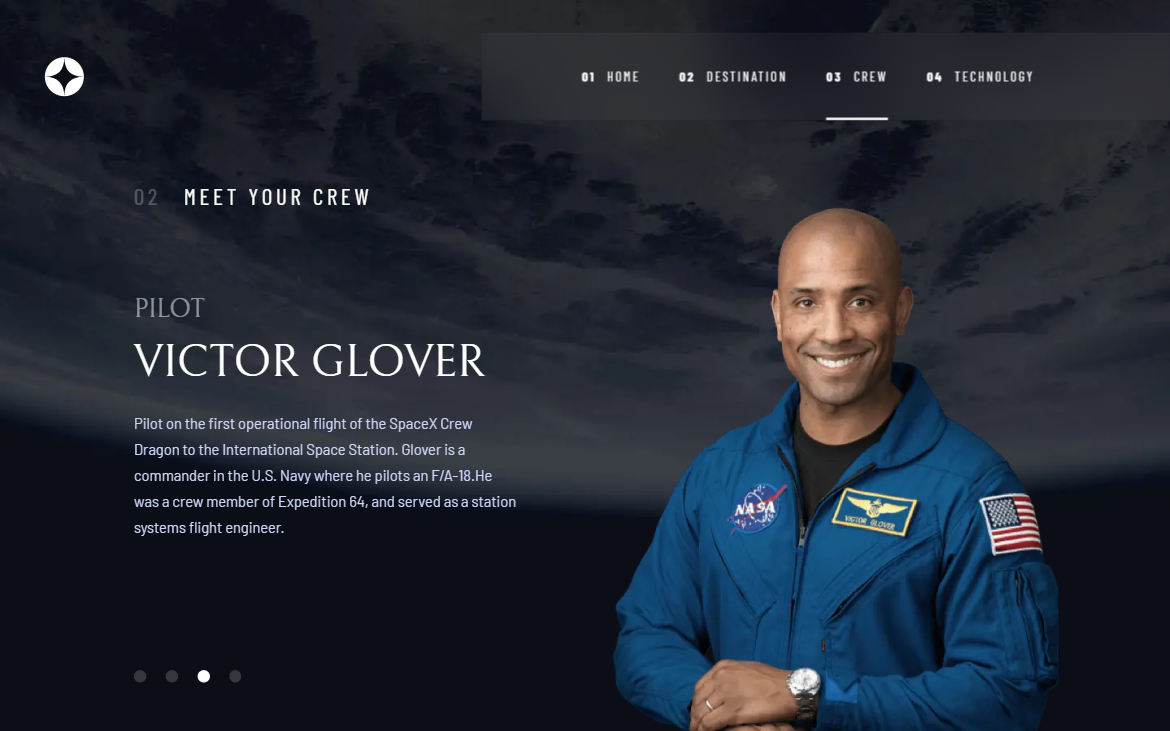 01 HOME 02 DESTINATION 03 CREW 04 TECHNOLOGY
02 MEET YOUR CREW
PILOT
VICTOR GLOVER
Pilot on the first operational flight of the SpaceX Crew
Dragon to the International Space Station. Glover is a
commander in the U.S. Navy where he pilots an F/A-18.He
was a crew member of Expedition 64, and served as a station
systems flight engineer.
NASA
VICTOR GLOVER